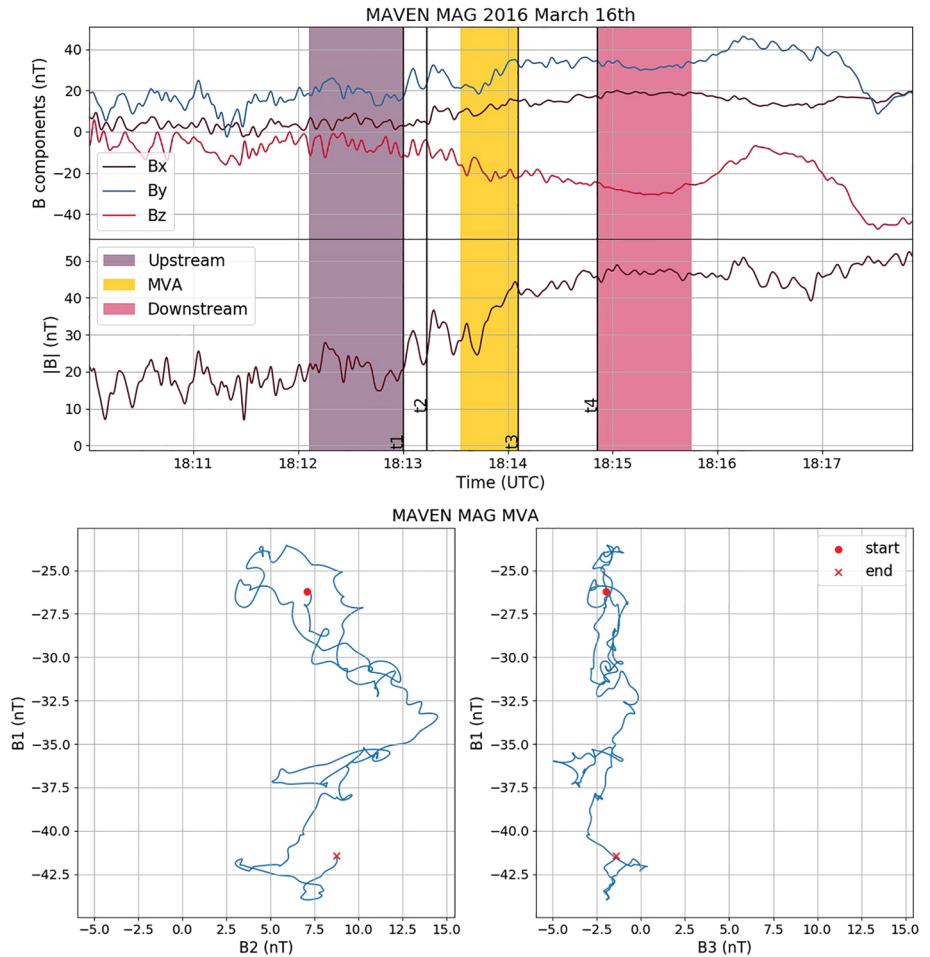 MAVEN MAG 2016 March 16th
B components (nT)
40
20
0
−20
−40
Bx
By
Bz
|B| (nT)
50
40
30
20
10
0
Upstream
MVA
Downstream
t1
t2
t3
t4
18:11 18:12 18:13 18:14 18:15 18:16 18:17
Time (UTC)
MAVEN MAG MVA
B1 (nT)
−25.0
−27.5
−30.0
−32.5
−35.0
−37.5
−40.0
−42.5
−5.0 −2.5 0.0 2.5 5.0 7.5 10.0 12.5 15.0
B2 (nT)
B1 (nT)
−25.0
−27.5
−30.0
−32.5
−35.0
−37.5
−40.0
−42.5
start
end
−5.0 −2.5 0.0 2.5 5.0 7.5 10.0 12.5 15.0
B3 (nT)